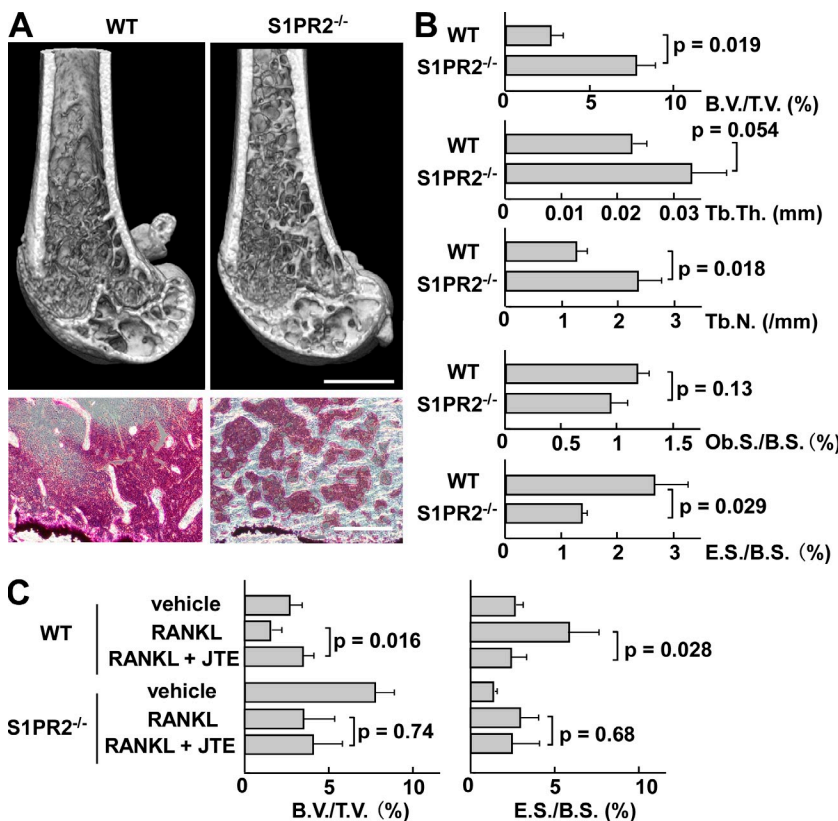 A
WT
S1PR2-/-
B
WT
S1PR2-/-
p = 0.019
0 5 10 B.V./T.V. (%)
p = 0.054
WT
S1PR2-/-
0 0.01 0.02 0.03 Tb.Th. (mm)
WT
S1PR2-/-
p = 0.018
0 1 2 3 Tb.N. (/mm)
WT
S1PR2-/-
p = 0.13
0 0.5 1 1.5 Ob.S./B.S. (%)
WT
S1PR2-/-
p = 0.029
0 1 2 3 E.S./B.S. (%)
C
WT
vehicle
RANKL
RANKL + JTE
p = 0.016
p = 0.028
S1PR2-/-
vehicle
RANKL
RANKL + JTE
p = 0.74
p = 0.68
0 5 10
B.V./T.V. (%)
0 5 10
E.S./B.S. (%)